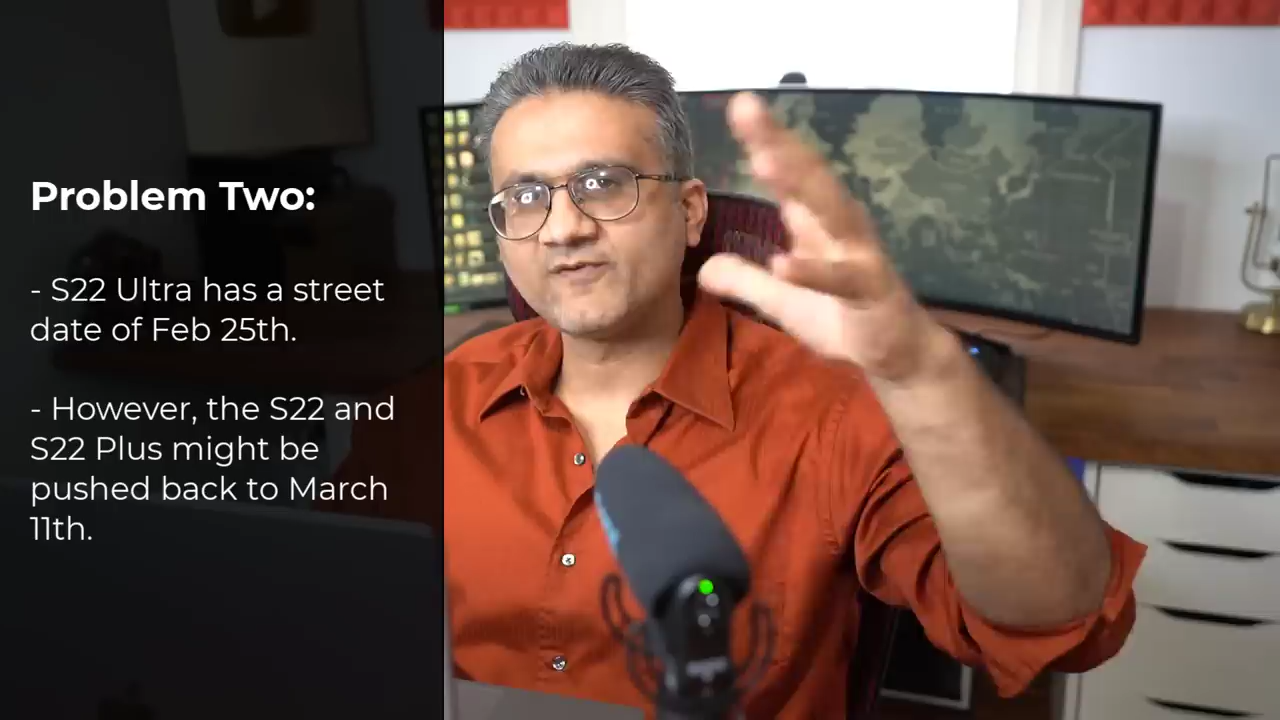 Problem Two:
- S22 Ultra has a street
date of Feb 25th.
- However, the S22 and
S22 Plus might be
pushed back to March
11th.